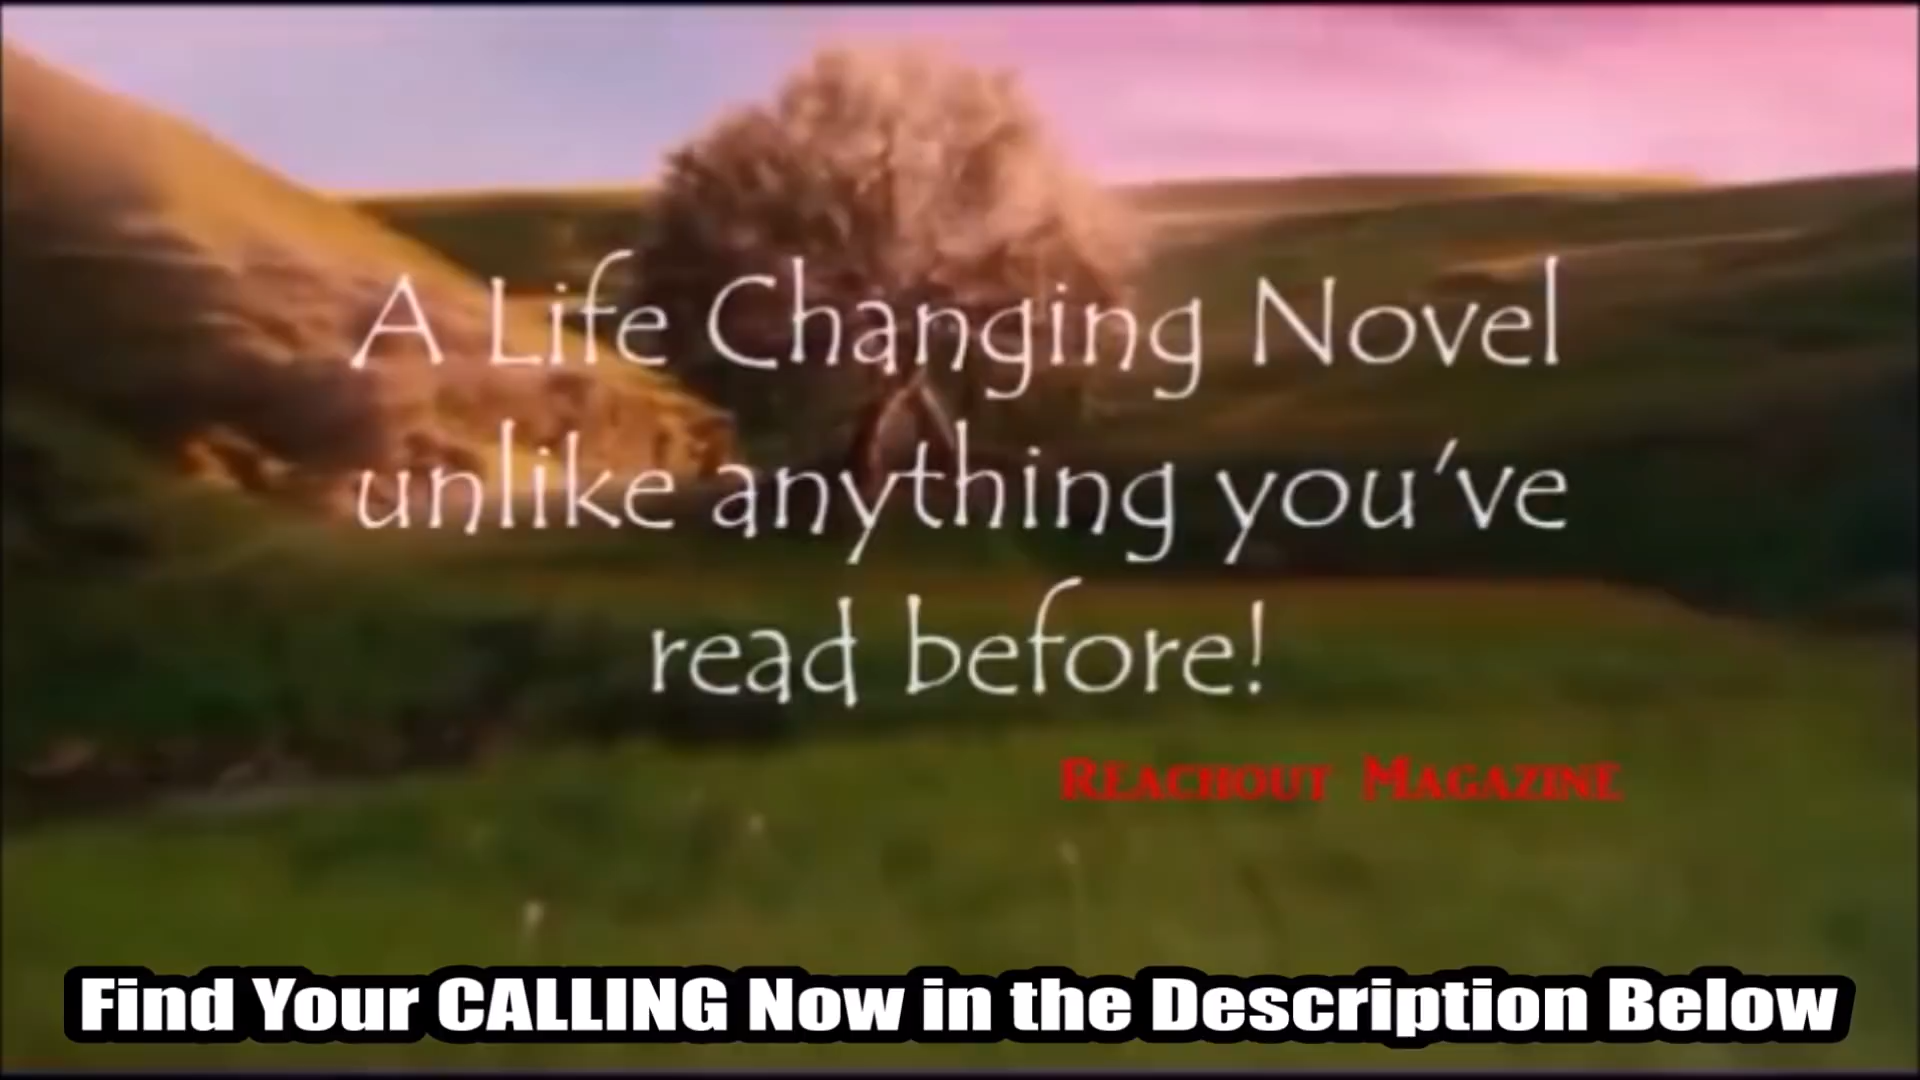 A Life Changing Novel
unlike anything you've
read before!
Reachout Magazine
Find Your CALLING Now in the Description Below